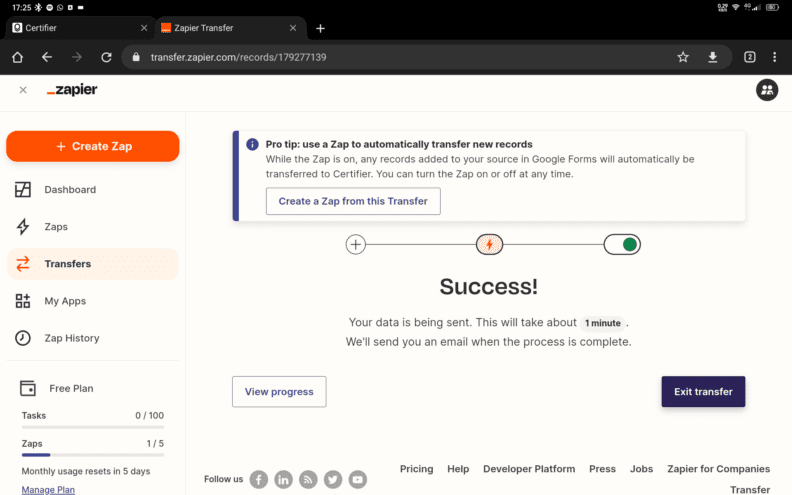 17:25
0.29
KB/s
4G
Certifier
Zapier Transfer
transfer.zapier.com/records/179277139
2
zapier
Create Zap
Dashboard
Zaps
Transfers
My Apps
Zap History
Free Plan
Tasks 0 / 100
Zaps 1 / 5
Monthly usage resets in 5 days
Manage Plan
Pro tip: use a Zap to automatically transfer new records
While the Zap is on, any records added to your source in Google Forms will automatically be
transferred to Certifier. You can turn the Zap on or off at any time.
Create a Zap from this Transfer
Success!
Your data is being sent. This will take about 1 minute .
We'll send you an email when the process is complete.
View progress
Exit transfer
Follow us
Pricing Help Developer Platform Press Jobs Zapier for Companies
Transfer